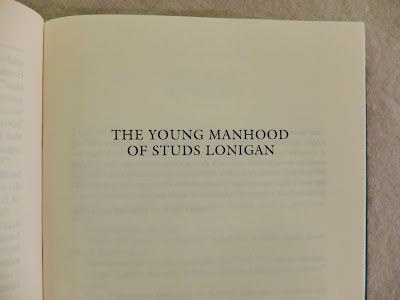 THE YOUNG MANHOOD
OF STUDS LONIGAN